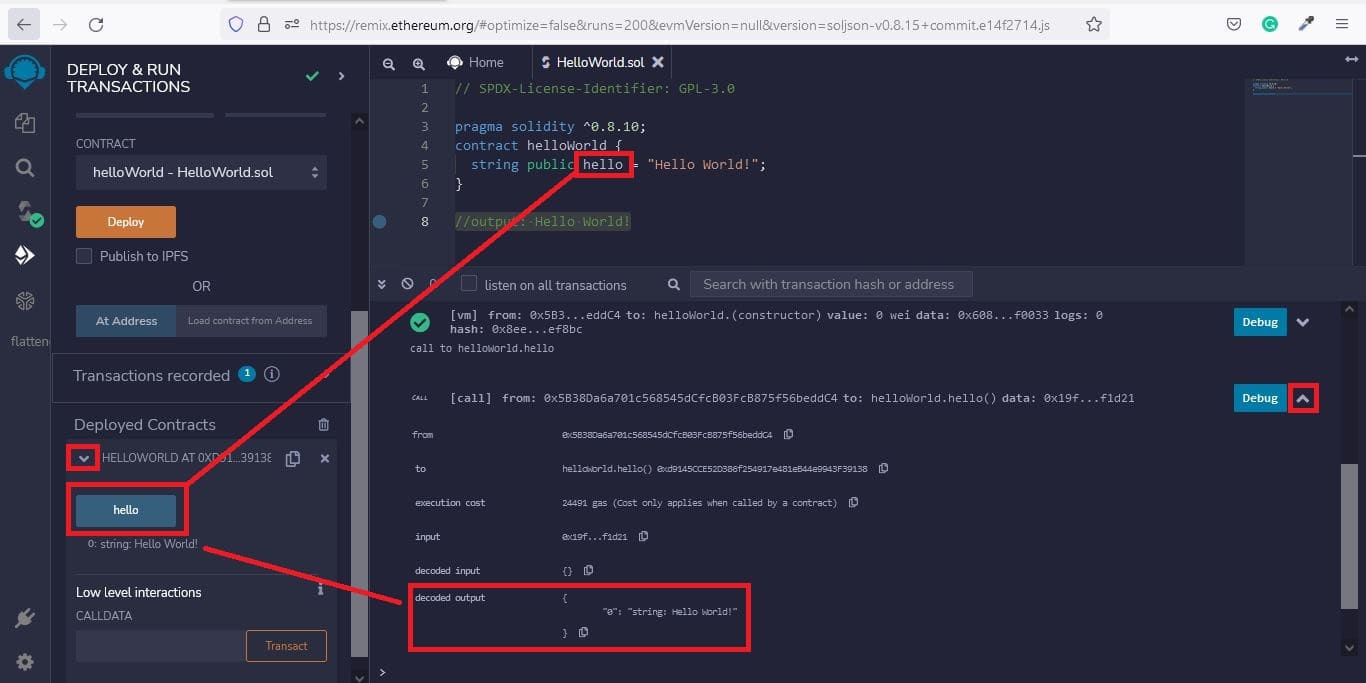 https://remix.ethereum.org/#optimize=false&runs=200&evmVersion=null&version=soljson-v0.8.15+commit.e14f2714.js
DEPLOY & RUN
TRANSACTIONS
CONTRACT
helloWorld - HelloWorld.sol
Deploy
Publish to IPFS
OR
At Address
Load contract from Address
flatten
Transactions recorded 1
Deployed Contracts
HELLOWORLD AT 0XD91...39138
hello
0: string: Hello World!
Low level interactions
CALLDATA
Transact
Home
HelloWorld.sol
1 // SPDX-License-Identifier: GPL-3.0
2
3 pragma solidity ^0.8.10;
4 contract helloWorld {
5 string public hello = "Hello World!";
6 }
7
8 //output: Hello World!
0 listen on all transactions
Search with transaction hash or address
[vm] from: 0x5B3...eddC4 to: helloWorld.(constructor) value: 0 wei data: 0x608...f0033 logs: 0
hash: 0x8ee...ef8bc
Debug
call to helloWorld.hello
CALL [call] from: 0x5B38Da6a701c568545dCfcB03FcB875f56beddC4 to: helloWorld.hello() data: 0x19f...f1d21
Debug
from 0x5B38Da6a701c568545dCfcB03FcB875f56beddC4
to helloWorld.hello() 0xd9145CCE52D386f254917e481eB44e9943F39138
execution cost 24491 gas (Cost only applies when called by a contract)
input 0x19f...f1d21
decoded input {}
decoded output {
"0": "string: Hello World!"
}
>